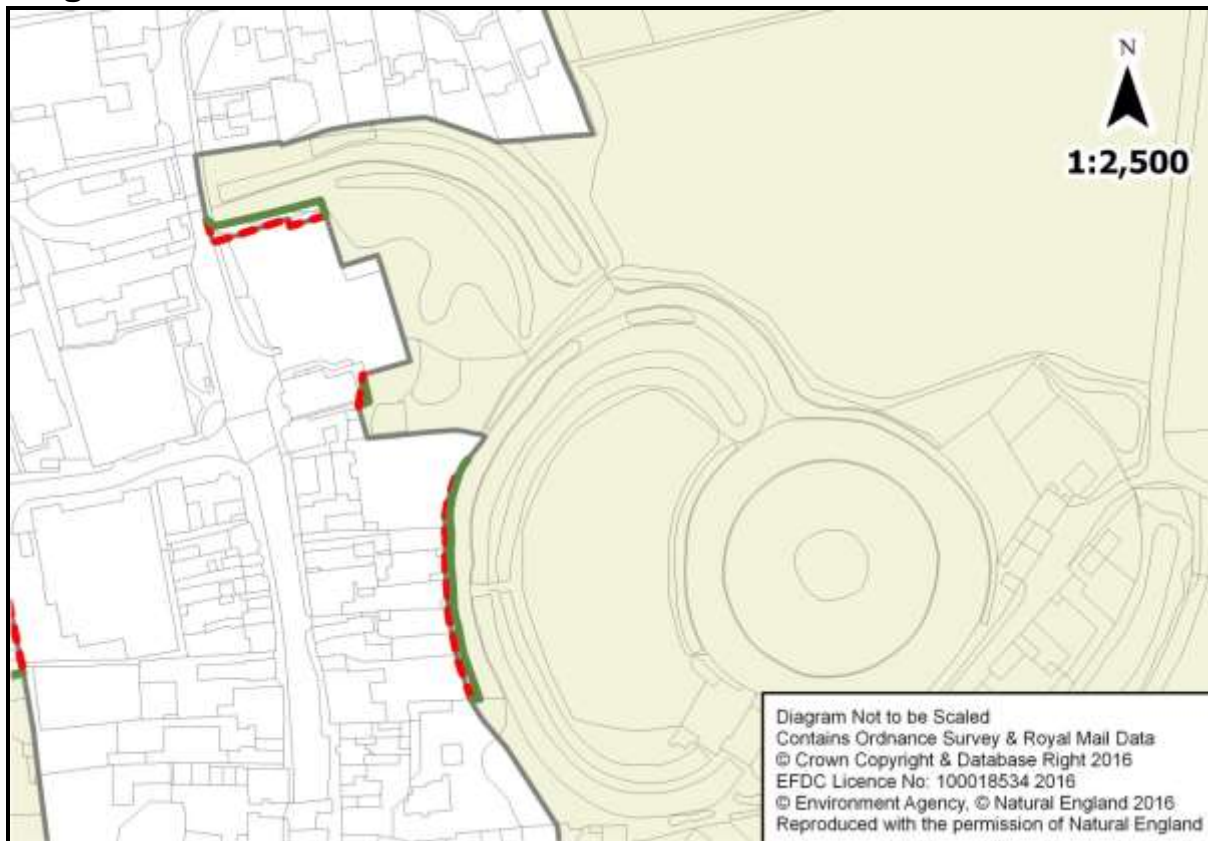 N
1:2,500
Diagram Not to be Scaled
Contains Ordnance Survey & Royal Mail Data
© Crown Copyright & Database Right 2016
EFDC Licence No: 100018534 2016
© Environment Agency, © Natural England 2016
Reproduced with the permission of Natural England